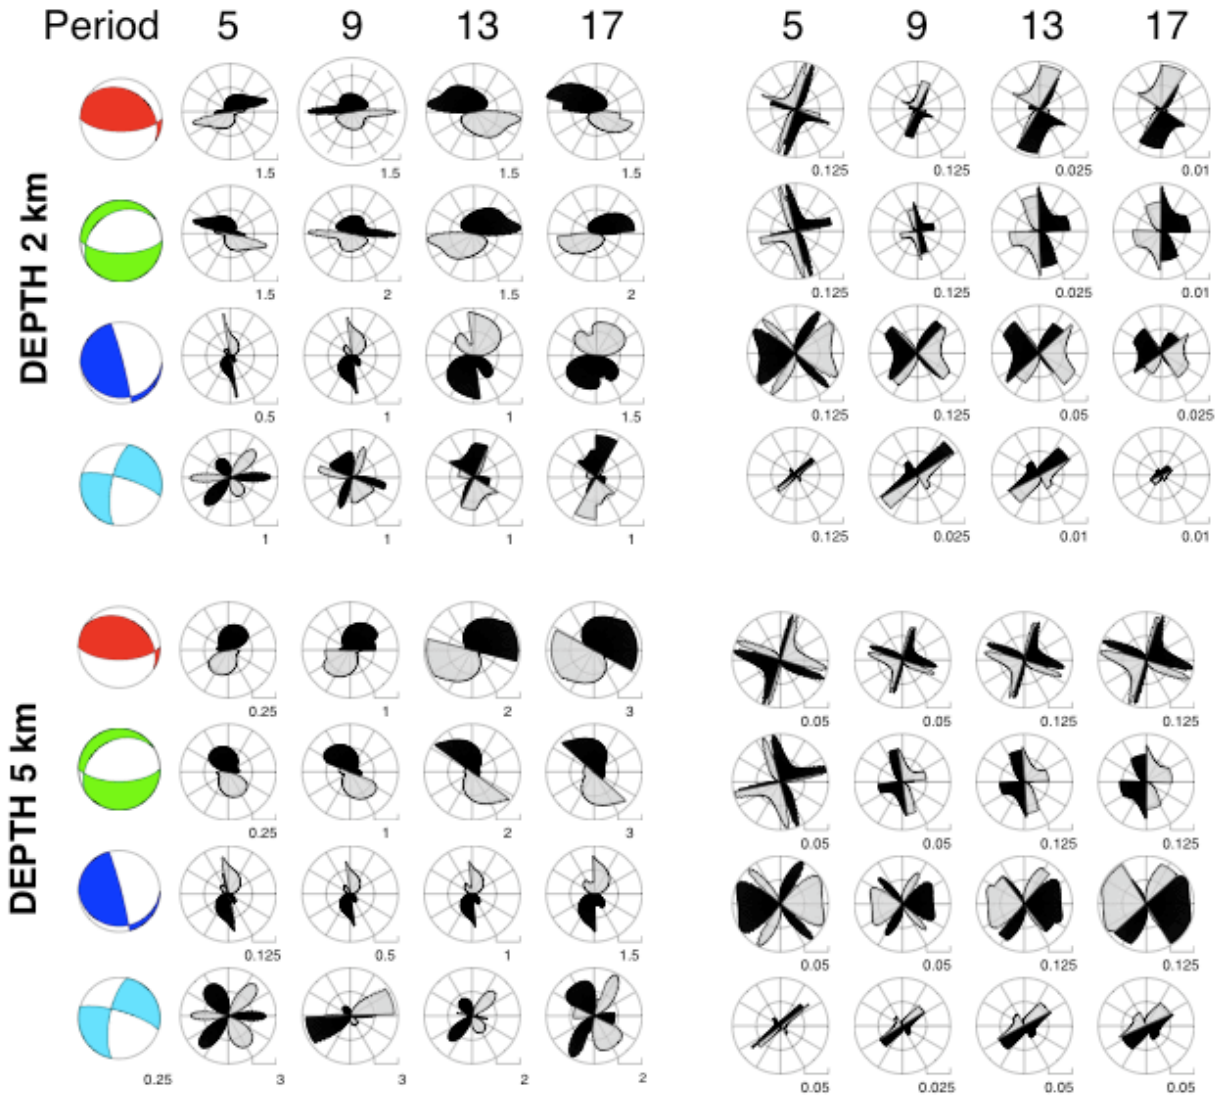 Period 5 9 13 17 5 9 13 17
DEPTH 2 km
1.5 1.5 1.5 1.5 0.125 0.125 0.025 0.01
1.5 2 1.5 2 0.125 0.125 0.025 0.01
0.5 1 1 1.5 0.125 0.125 0.05 0.025
1 1 1 1 0.125 0.025 0.01 0.01
DEPTH 5 km
0.25 1 2 3 0.05 0.05 0.125 0.125
0.25 1 2 3 0.05 0.05 0.125 0.125
0.125 0.5 1 1.5 0.05 0.05 0.125 0.125
0.25 3 3 2 2 0.05 0.025 0.05 0.05